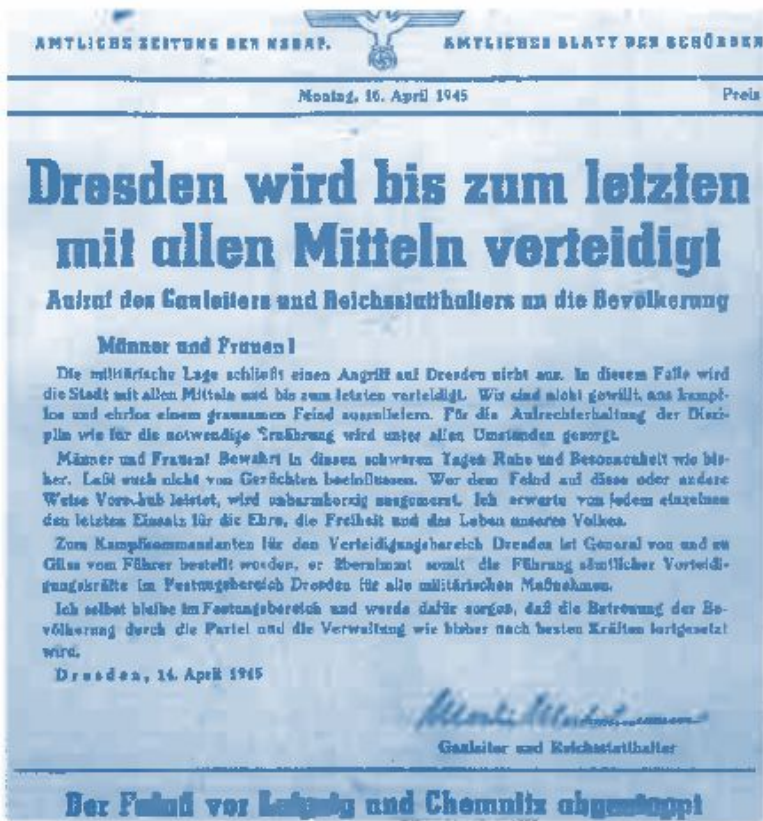 AMTLICHE ZEITUNG DER NSDAP. AMTLICHES BLATT DER BEHÖRDEN
Montag, 16. April 1945 Preis
Dresden wird bis zum letzten
mit allen Mitteln verteidigt
Aufruf des Gauleiters und Reichsstatthalters an die Bevölkerung
Männer und Frauen!
Die militärische Lage schließt einen Angriff auf Dresden nicht aus. In diesem Falle wird
die Stadt mit allen Mitteln und bis zum letzten verteidigt. Wir sind nicht gewillt, uns kampf-
los und ehrlos einem grausamen Feind auszuliefern. Für die Aufrechterhaltung der Diszi-
plin wie für die notwendige Ernährung wird unter allen Umständen gesorgt.
Männer und Frauen! Bewahrt in diesen schweren Tagen Ruhe und Besonnenheit wie bis-
her. Laßt euch nicht von Gerüchten beeinflussen. Wer dem Feind auf diese oder andere
Weise Vorschub leistet, wird unbarmherzig ausgemerzt. Ich erwarte von jedem einzelnen
den letzten Einsatz für die Ehre, die Freiheit und das Leben unseres Volkes.
Zum Kampfkommandanten für den Verteidigungsbereich Dresden ist General von und zu
Gilsa vom Führer bestellt worden, er übernimmt somit die Führung sämtlicher Verteidi-
gungskräfte im Festungsbereich Dresden für alle militärischen Maßnahmen.
Ich selbst bleibe im Festungsbereich und werde dafür sorgen, daß die Betreuung der Be-
völkerung durch die Partei und die Verwaltung wie bisher nach besten Kräften fortgesetzt
wird.
Dresden, 14. April 1945
Gauleiter und Reichsstatthalter
Der Feind vor Leipzig und Chemnitz abgestoppt